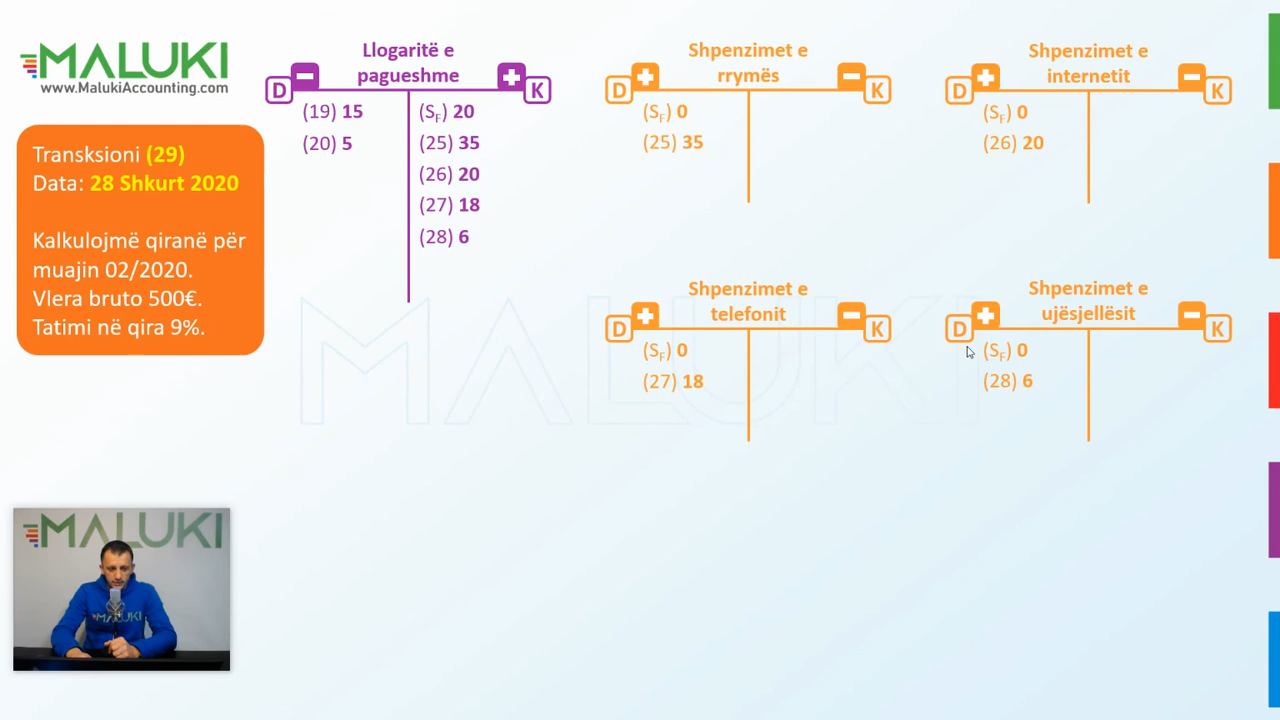 MALUKI
www.MalukiAccounting.com
Transksioni (29)
Data: 28 Shkurt 2020
Kalkulojmë qiranë për
muajin 02/2020.
Vlera bruto 500€.
Tatimi në qira 9%.
Llogaritë e
pagueshme
D
K
(19) 15
(20) 5
(SF) 20
(25) 35
(26) 20
(27) 18
(28) 6
Shpenzimet e
rrymës
D
K
(SF) 0
(25) 35
Shpenzimet e
internetit
D
K
(SF) 0
(26) 20
Shpenzimet e
telefonit
D
K
(SF) 0
(27) 18
Shpenzimet e
ujësjellësit
D
K
(SF) 0
(28) 6
MALUKI
MALUKI
MALUKI